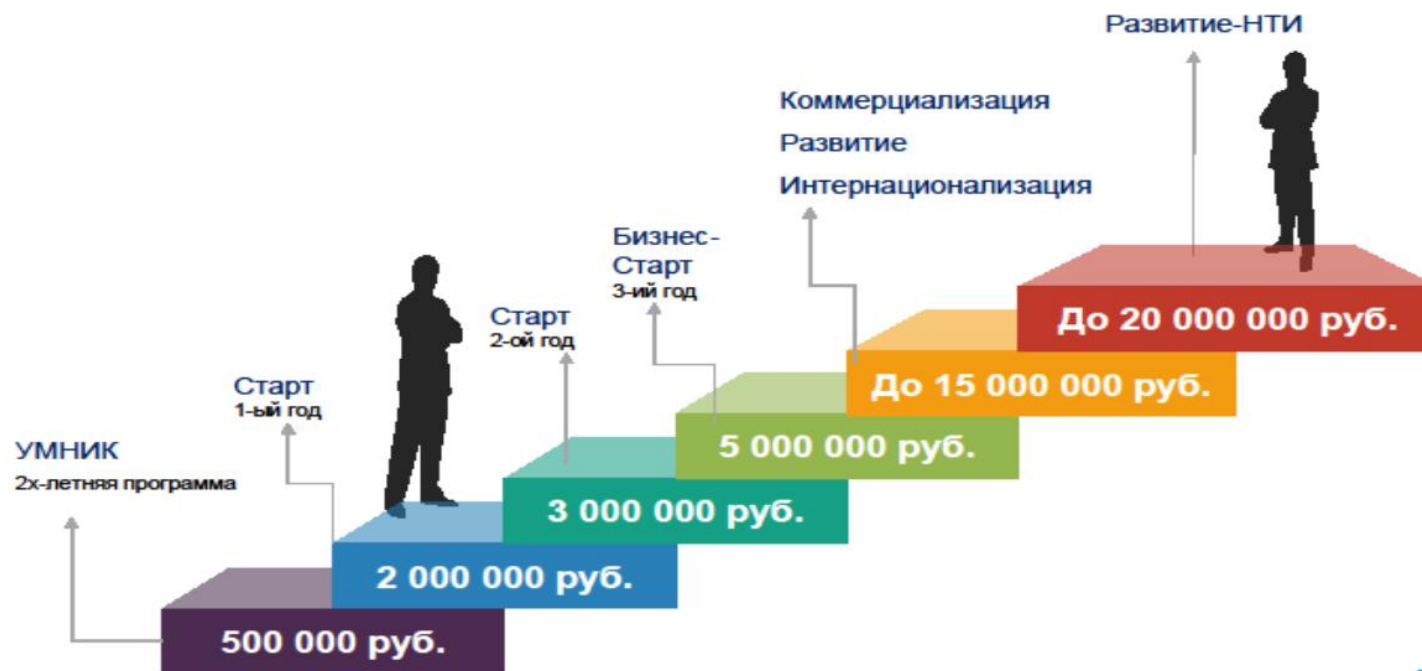 Развитие-НТИ
Коммерциализация
Развитие
Интернационализация
Бизнес-
Старт
3-ий год
Старт
2-ой год
Старт
1-ый год
УМНИК
2х-летняя программа
До 20 000 000 руб.
До 15 000 000 руб.
5 000 000 руб.
3 000 000 руб.
2 000 000 руб.
500 000 руб.